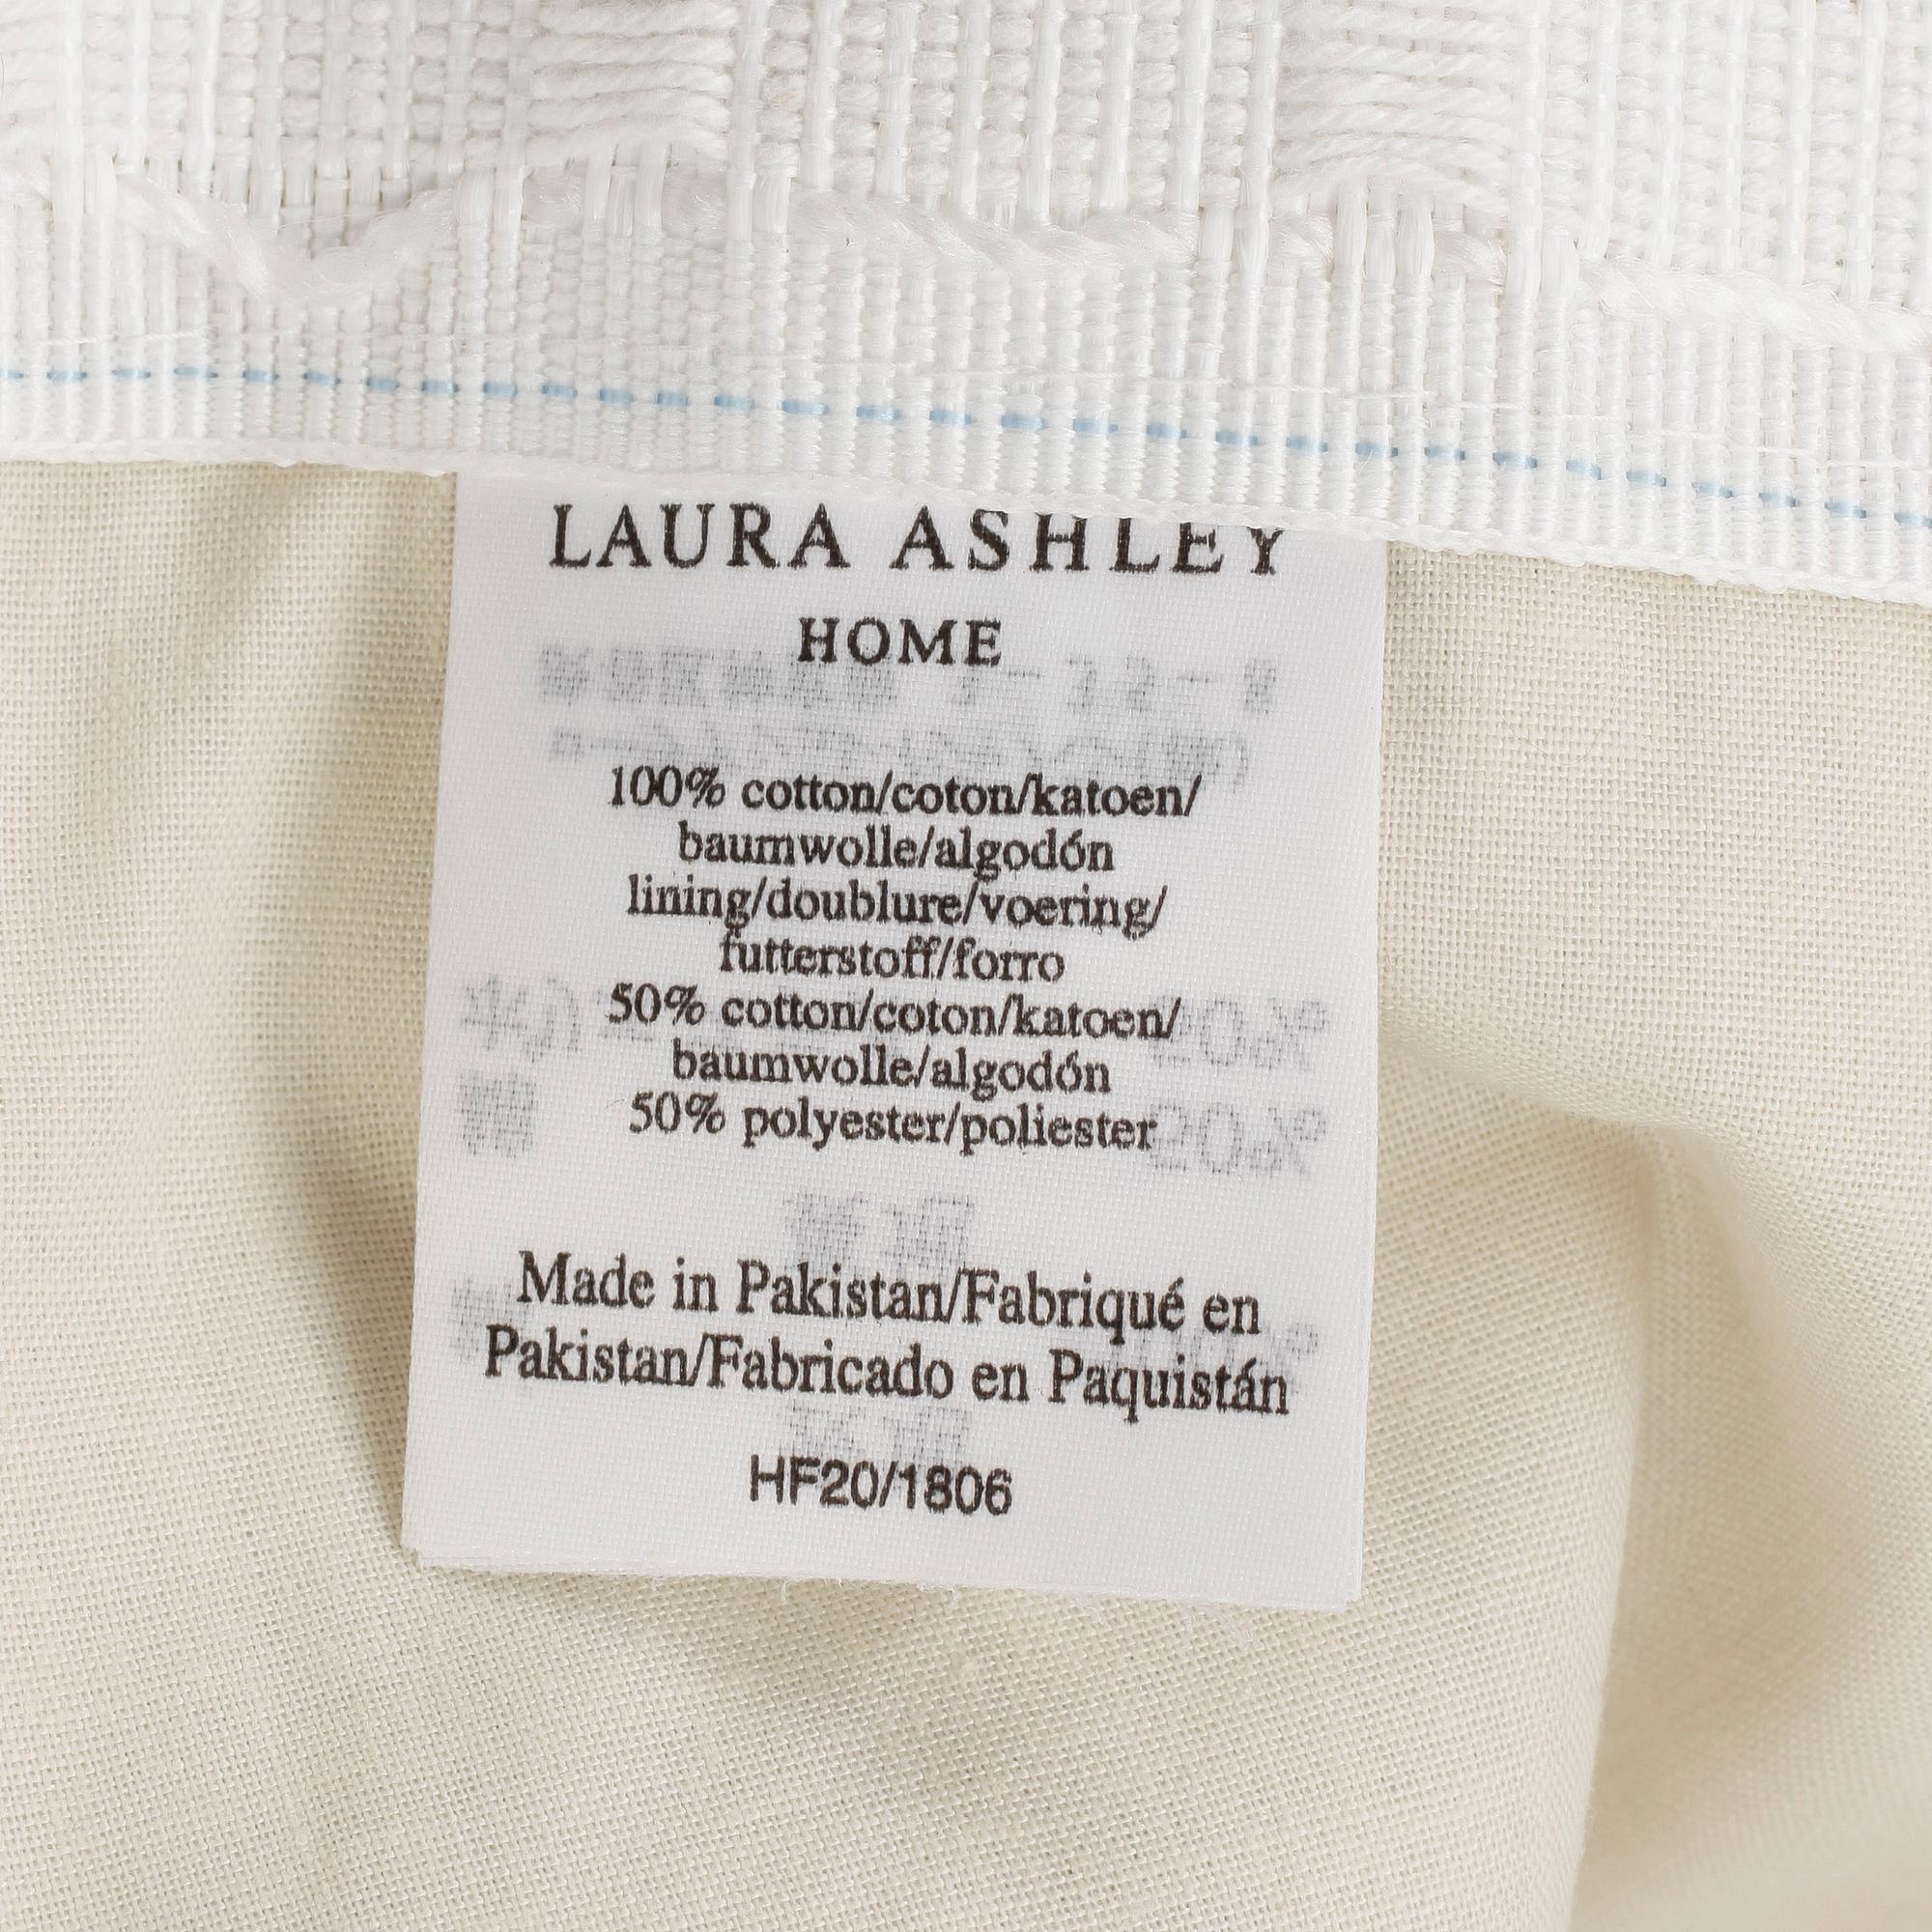 LAURA ASHLEY
HOME
100% cotton/coton/katoen/
baumwolle/algodón
lining/doublure/voering/
futterstoff/forro
50% cotton/coton/katoen/
baumwolle/algodón
50% polyester/poliester
Made in Pakistan/Fabriqué en
Pakistan/Fabricado en Paquistán
HF20/1806